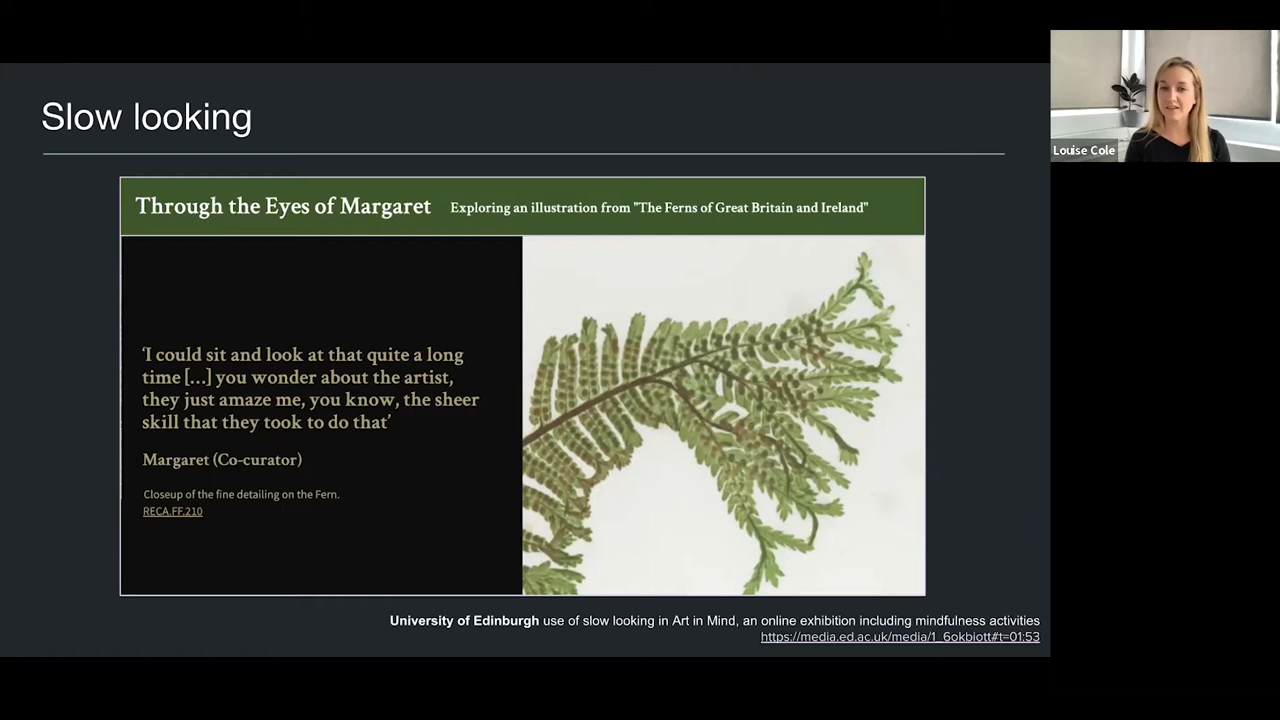 Slow looking
Louise Cole
Through the Eyes of Margaret Exploring an illustration from "The Ferns of Great Britain and Ireland"
‘I could sit and look at that quite a long
time [...] you wonder about the artist,
they just amaze me, you know, the sheer
skill that they took to do that’
Margaret (Co-curator)
Closeup of the fine detailing on the Fern.
RECA.FF.210
University of Edinburgh use of slow looking in Art in Mind, an online exhibition including mindfulness activities
https://media.ed.ac.uk/media/1_6okbiott#t=01:53